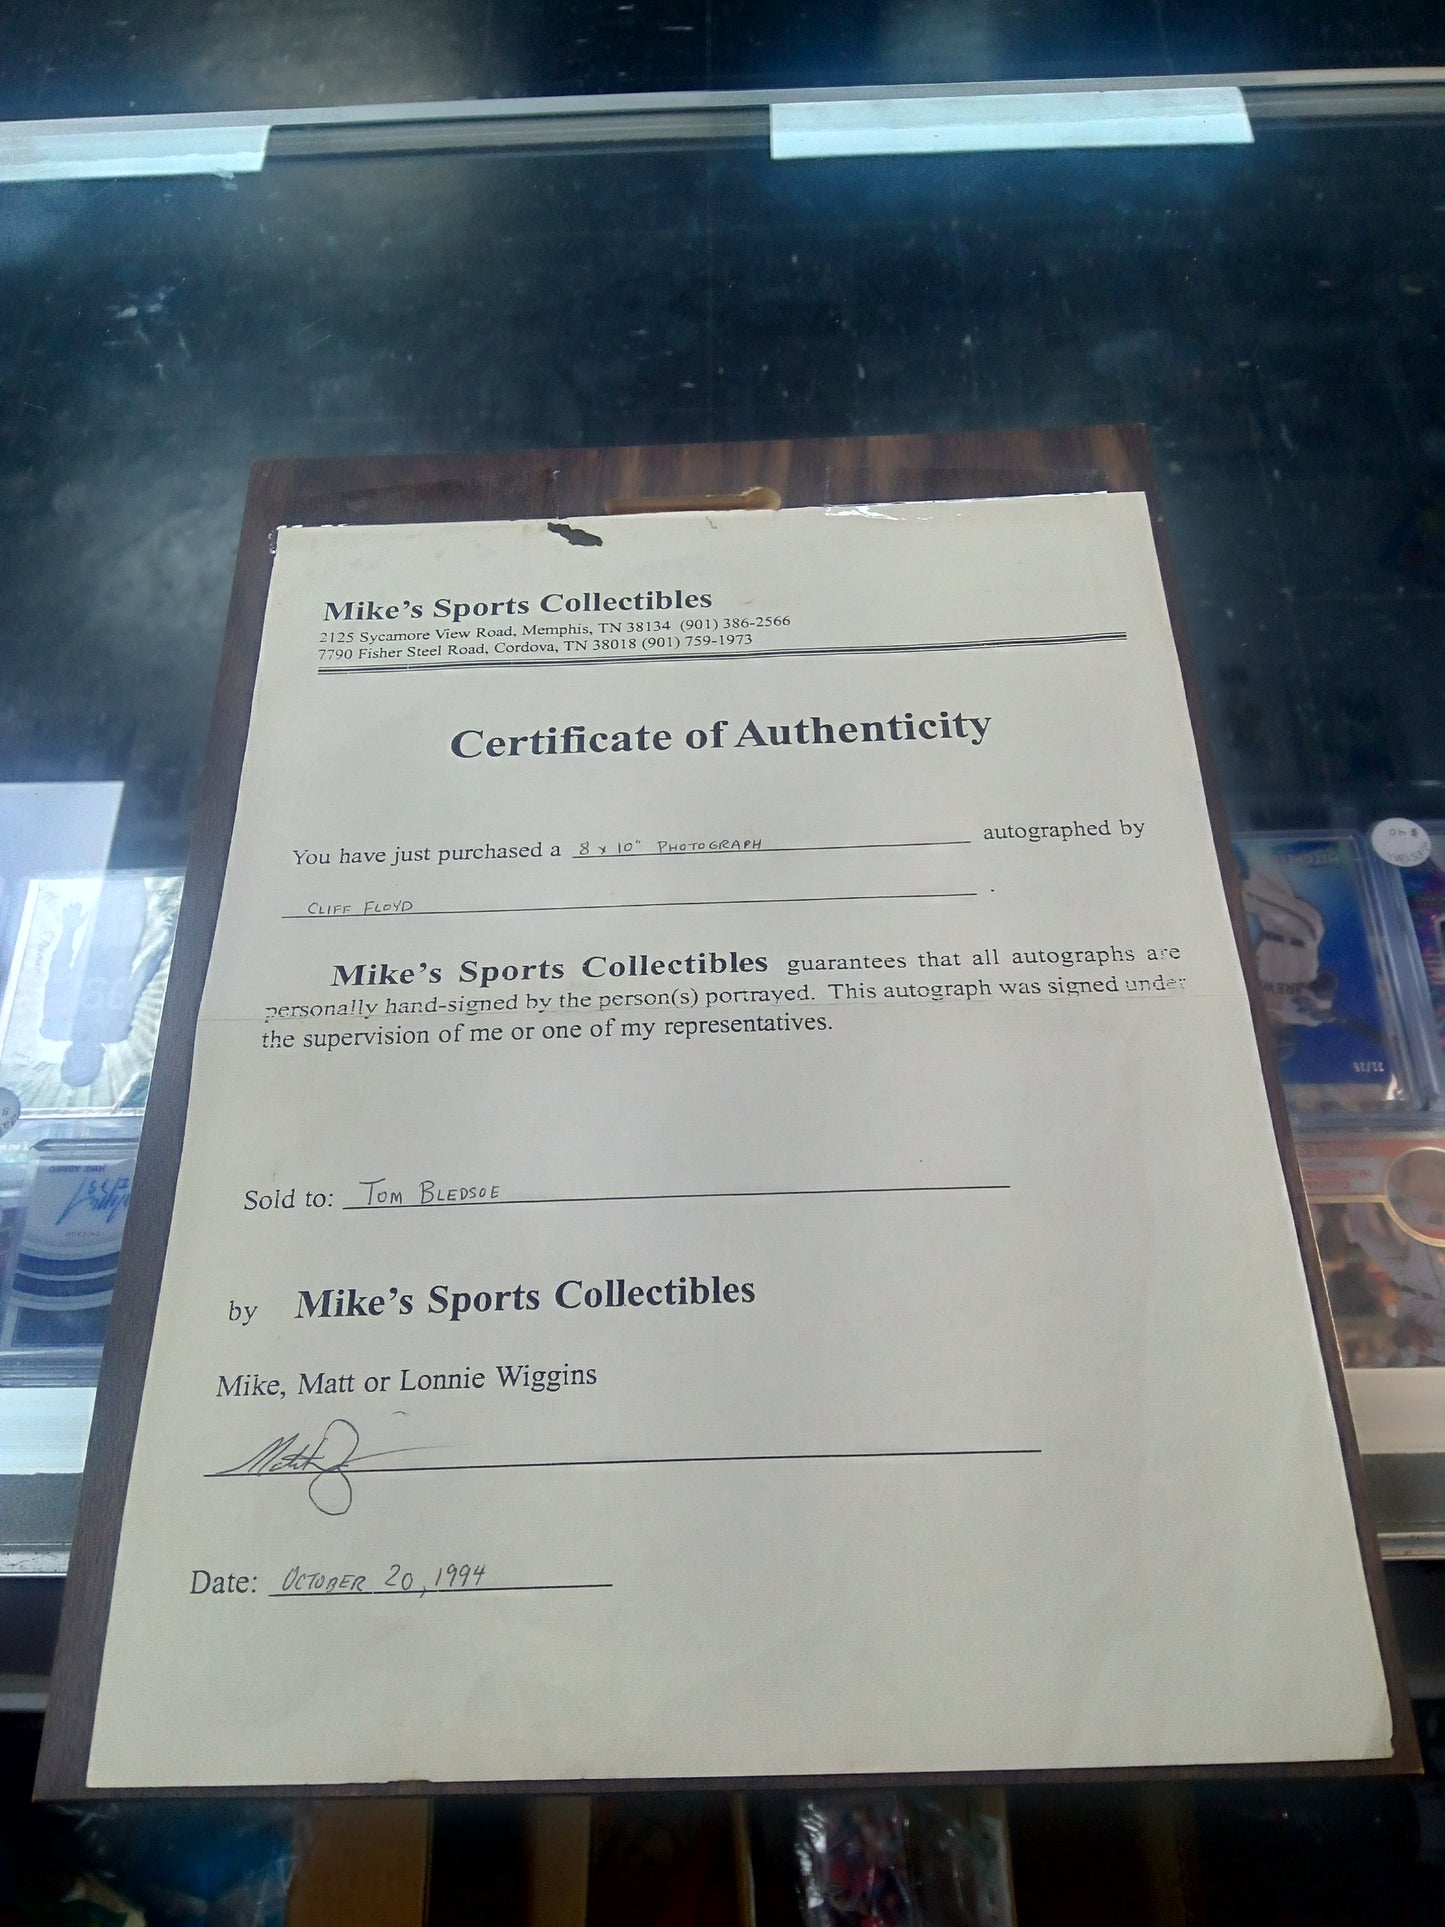 Mike's Sports Collectibles
2125 Sycamore View Road, Memphis, TN 38134 (901) 386-2566
7790 Fisher Steel Road, Cordova, TN 38018 (901) 759-1973
Certificate of Authenticity
You have just purchased a 8 x 10" PHOTOGRAPH autographed by
CLIFF FLOYD .
Mike's Sports Collectibles guarantees that all autographs are
personally hand-signed by the person(s) portrayed. This autograph was signed under
the supervision of me or one of my representatives.
Sold to: TOM BLEDSOE
by Mike's Sports Collectibles
Mike, Matt or Lonnie Wiggins
Date: OCTOBER 20, 1994